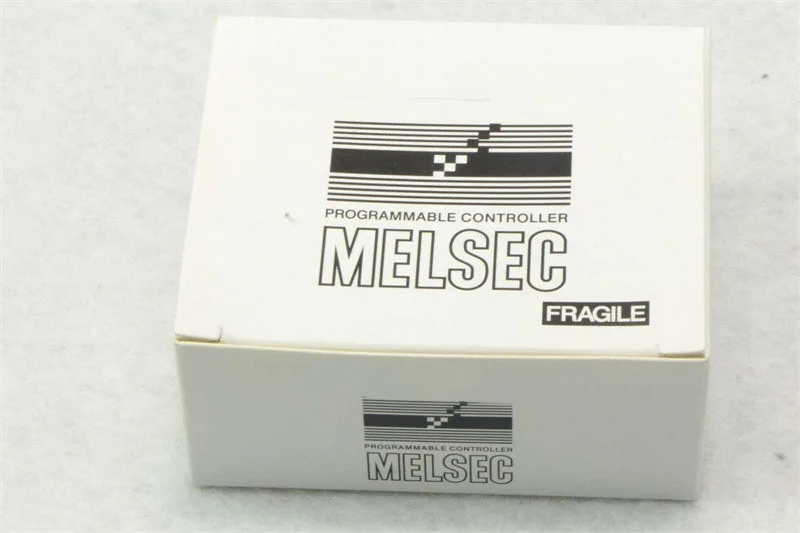 PROGRAMMABLE CONTROLLER
MELSEC
FRAGILE
PROGRAMMABLE CONTROLLER
MELSEC